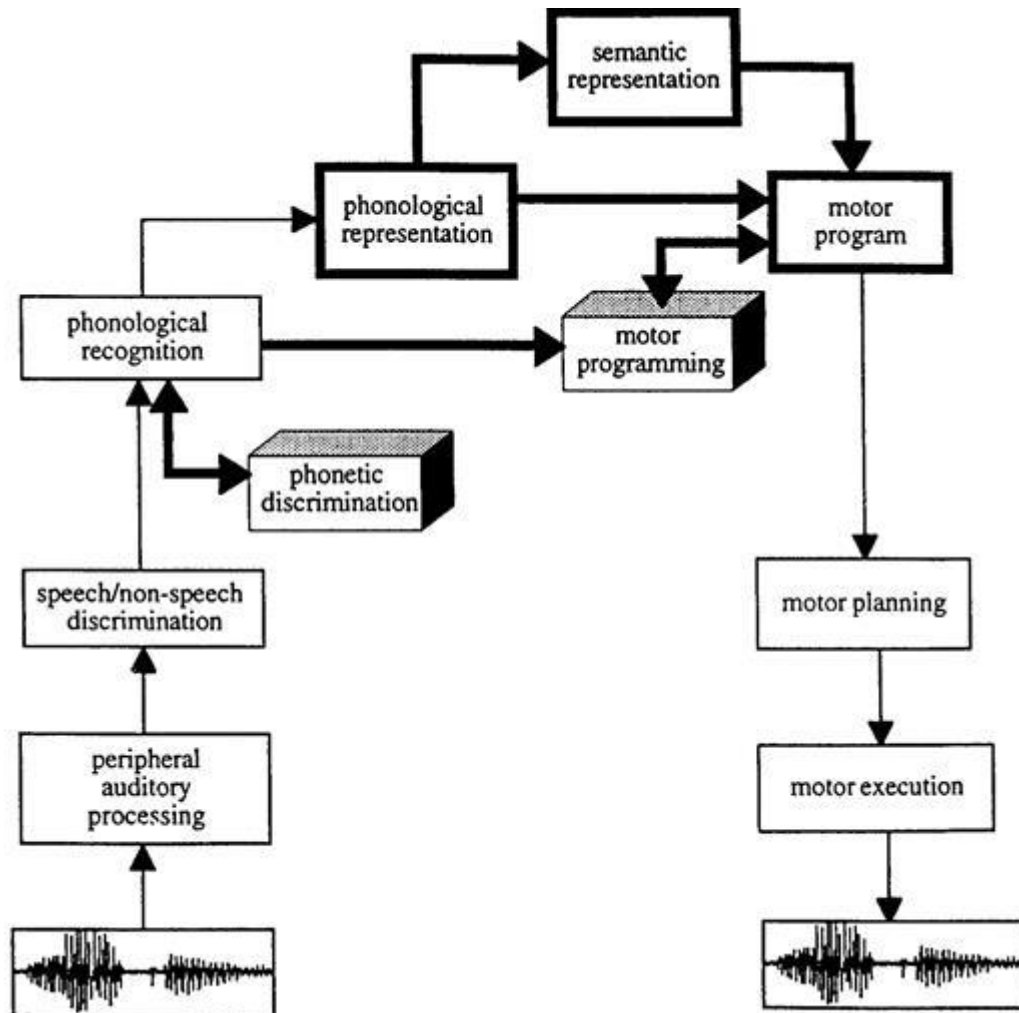 semantic
representation
phonological
representation
motor
program
phonological
recognition
motor
programming
phonetic
discrimination
speech/non-speech
discrimination
motor planning
peripheral
auditory
processing
motor execution